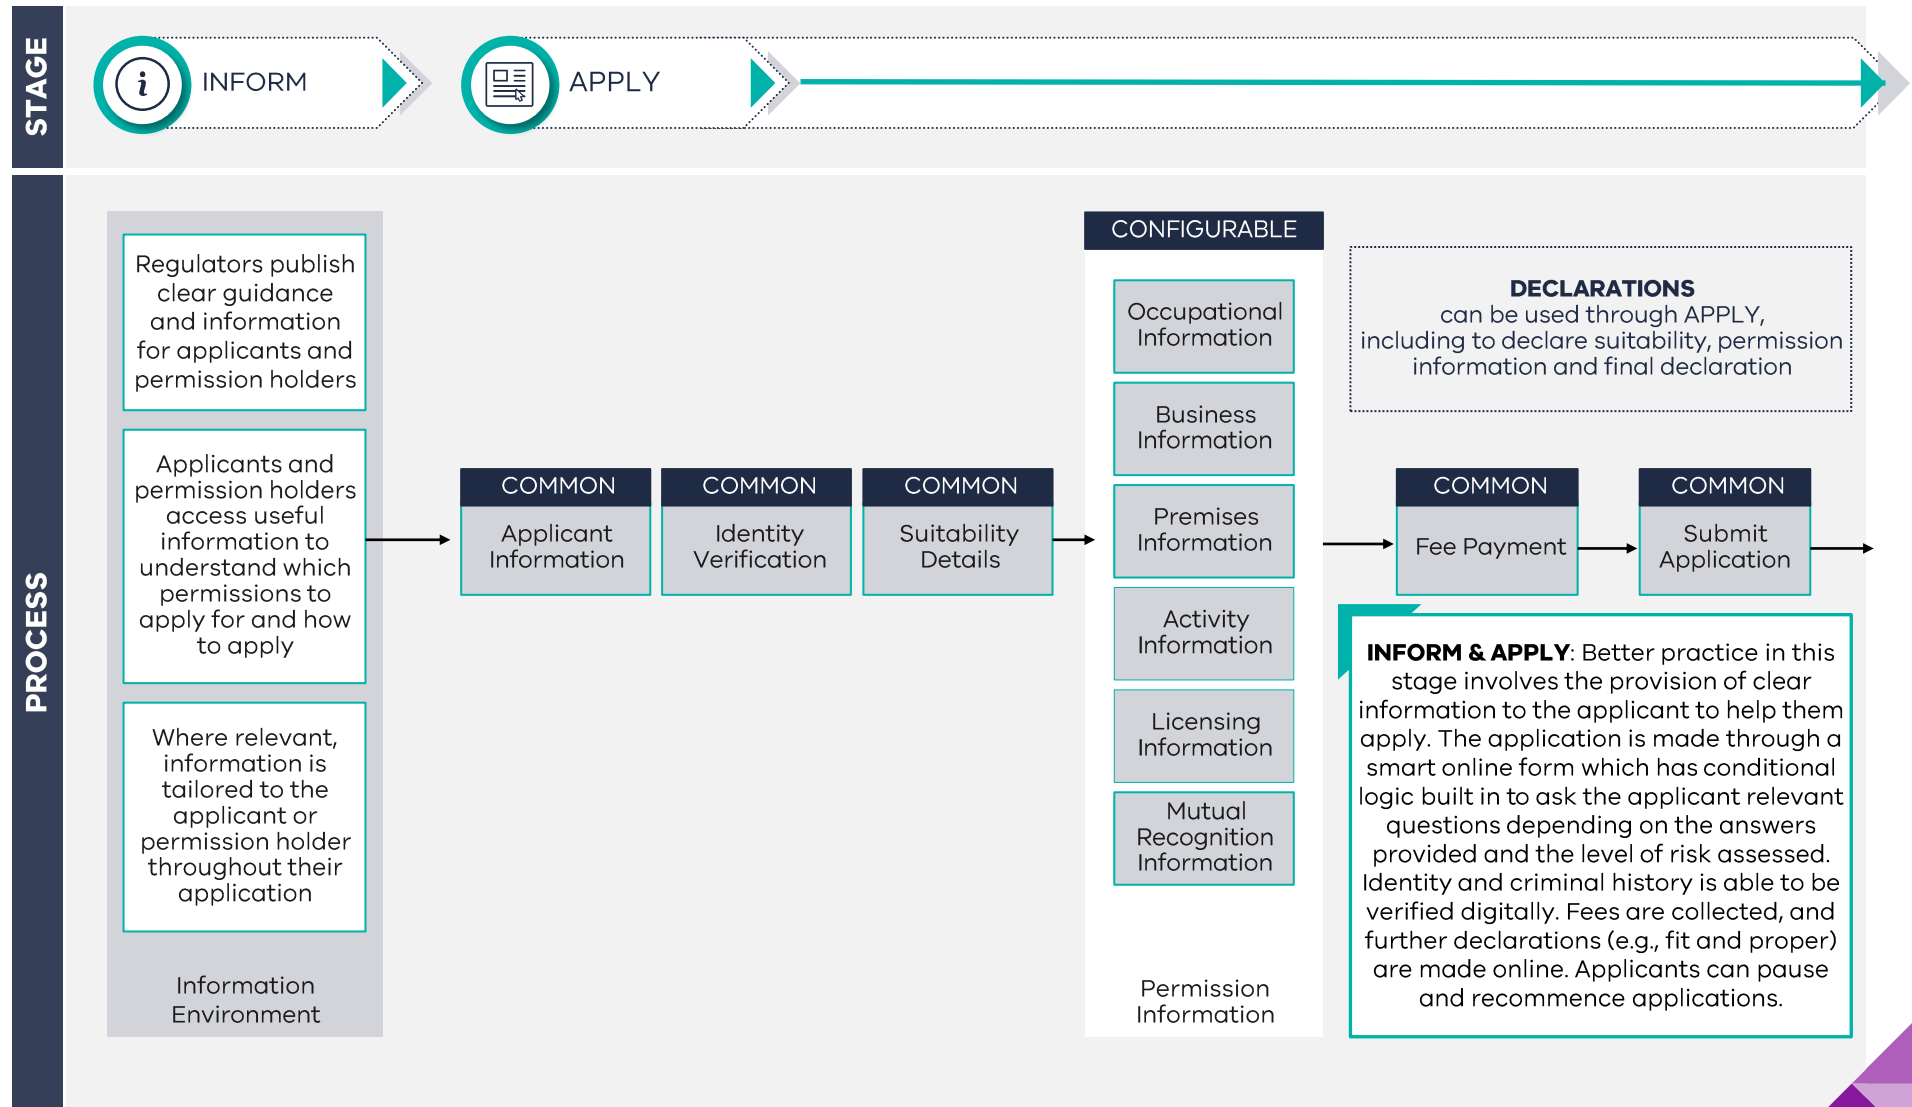 STAGE
INFORM
APPLY
PROCESS
Regulators publish
clear guidance
and information
for applicants and
permission holders
Applicants and
permission holders
access useful
information to
understand which
permissions to
apply for and how
to apply
Where relevant,
information is
tailored to the
applicant or
permission holder
throughout their
application
Information
Environment
COMMON
Applicant
Information
COMMON
Identity
Verification
COMMON
Suitability
Details
CONFIGURABLE
Occupational
Information
Business
Information
Premises
Information
Activity
Information
Licensing
Information
Mutual
Recognition
Information
Permission
Information
DECLARATIONS
can be used through APPLY,
including to declare suitability, permission
information and final declaration
COMMON
Fee Payment
COMMON
Submit
Application
INFORM & APPLY: Better practice in this
stage involves the provision of clear
information to the applicant to help them
apply. The application is made through a
smart online form which has conditional
logic built in to ask the applicant relevant
questions depending on the answers
provided and the level of risk assessed.
Identity and criminal history is able to be
verified digitally. Fees are collected, and
further declarations (e.g., fit and proper)
are made online. Applicants can pause
and recommence applications.